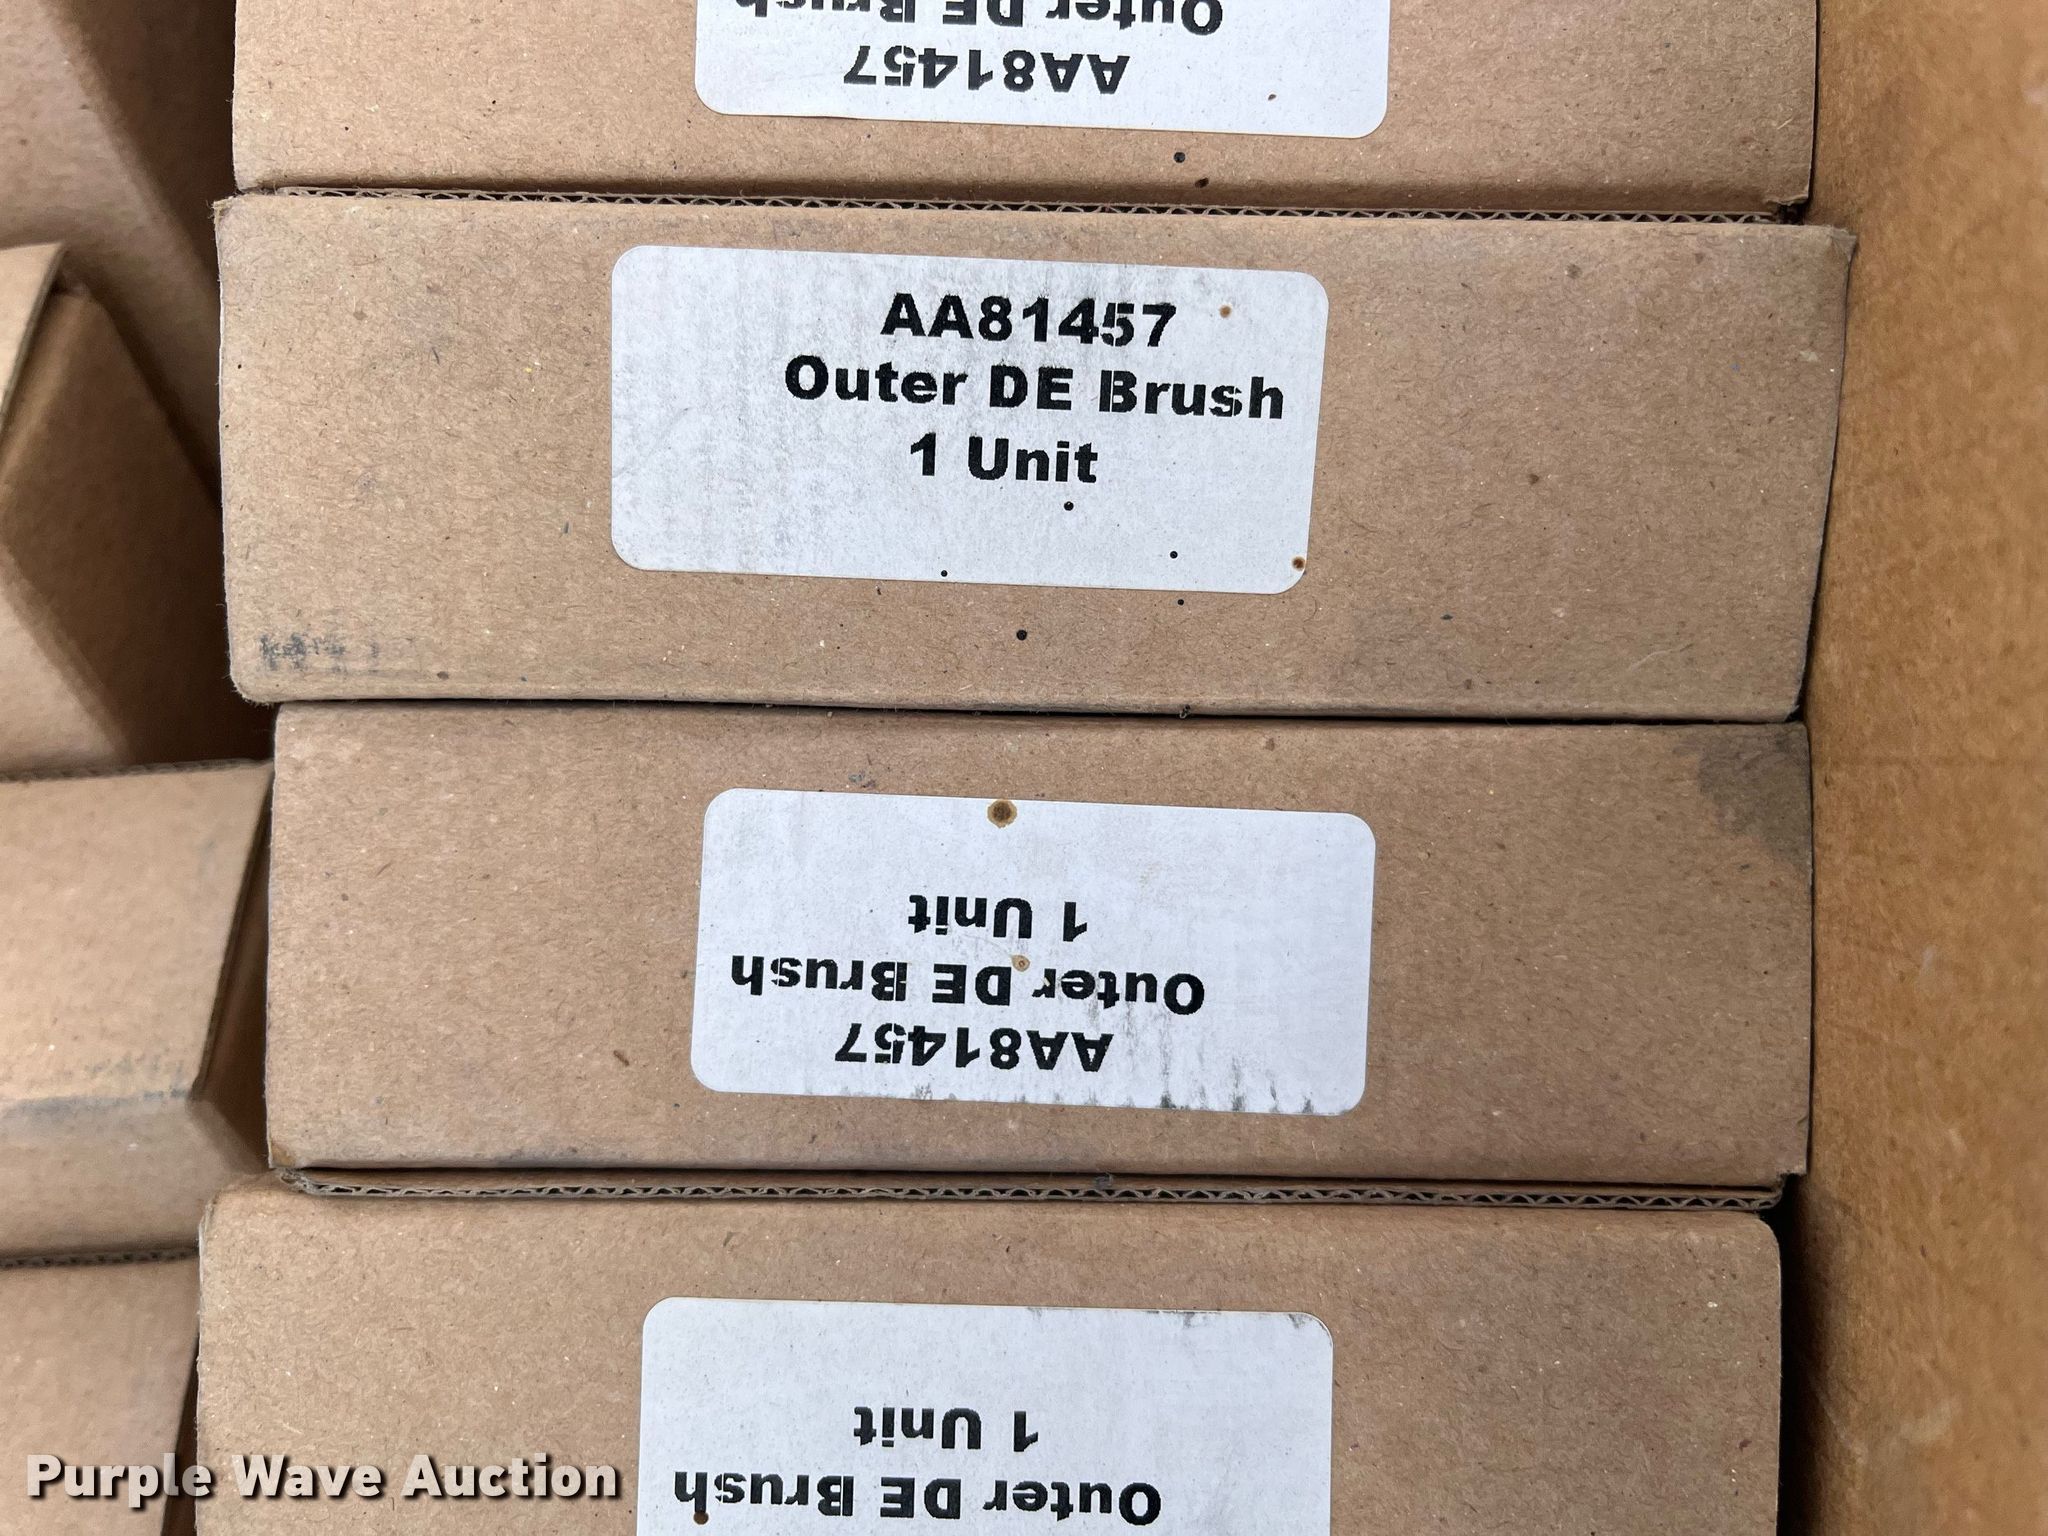 Outer DE Brush
AA81457
AA81457
Outer DE Brush
1 Unit
1 Unit
Outer DE Brush
AA81457
1 Unit
Outer DE Brush
Purple Wave Auction